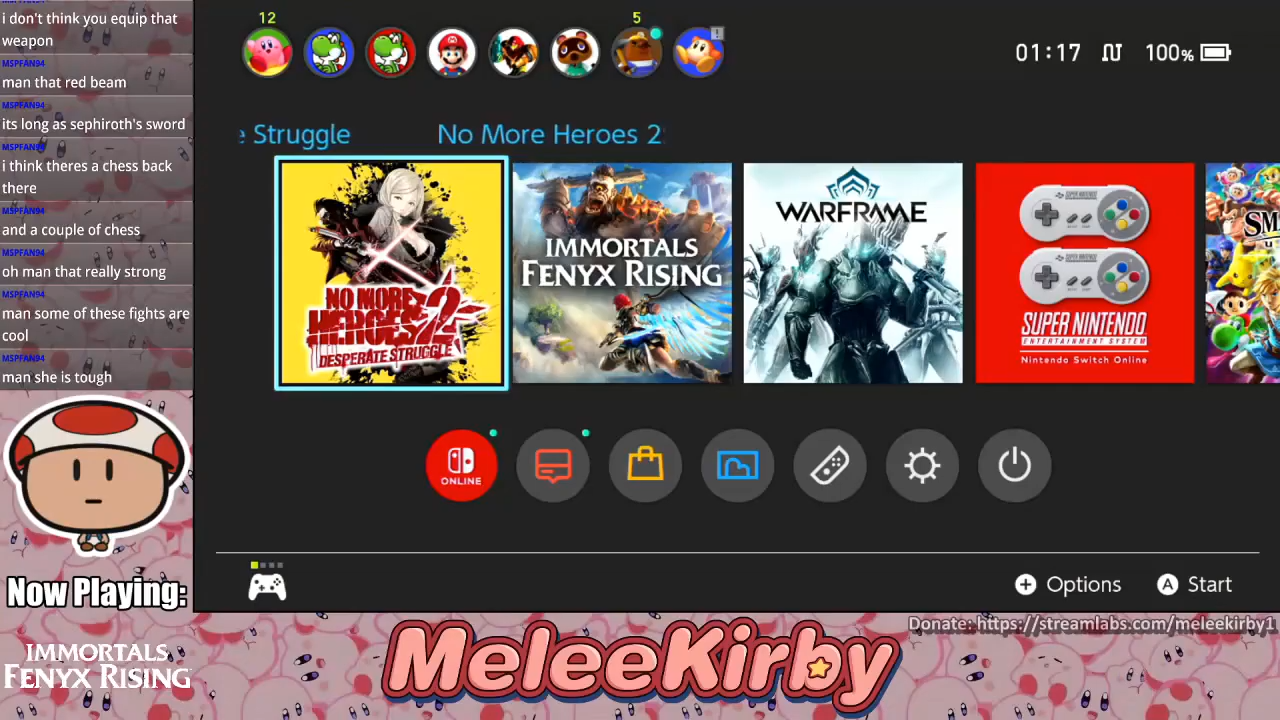 i don't think you equip that
weapon
MSPFAN94
man that red beam
MSPFAN94
its long as sephiroth's sword
MSPFAN94
i think theres a chess back
there
MSPFAN94
and a couple of chess
MSPFAN94
oh man that really strong
MSPFAN94
man some of these fights are
cool
MSPFAN94
man she is tough
Now Playing:
IMMORTALS
FENYX RISING
12
5
01:17
100%
e Struggle No More Heroes 2
NO MORE
HEROES 2
DESPERATE STRUGGLE
IMMORTALS
FENYX RISING
WARFRAME
SUPER NINTENDO
ENTERTAINMENT SYSTEM
Nintendo Switch Online
ONLINE
+ Options
A Start
Donate: https://streamlabs.com/meleekirby1
MeleeKirby